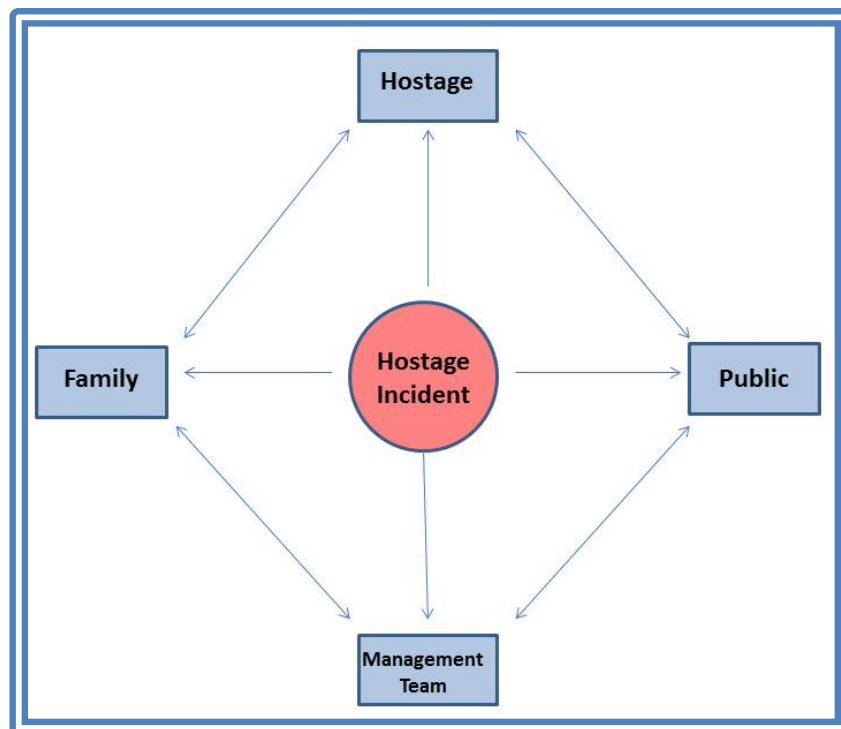 Hostage
Family
Hostage
Incident
Public
Management
Team